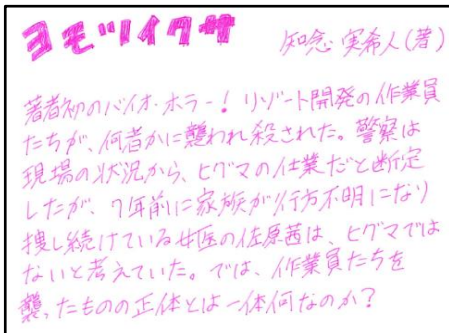 ヨモツイクサ 知念実希人(著)
著者初のバイオ・ホラー！リゾート開発の作業員
たちが、何者かに襲われ殺された。警察は
現場の状況から、ヒグマの仕業だと断定
したが、7年前に家族が行方不明になり
捜し続けている女医の佐原茜は、ヒグマでは
ないと考えていた。では、作業員たちを
襲ったものの正体とは一体何なのか？